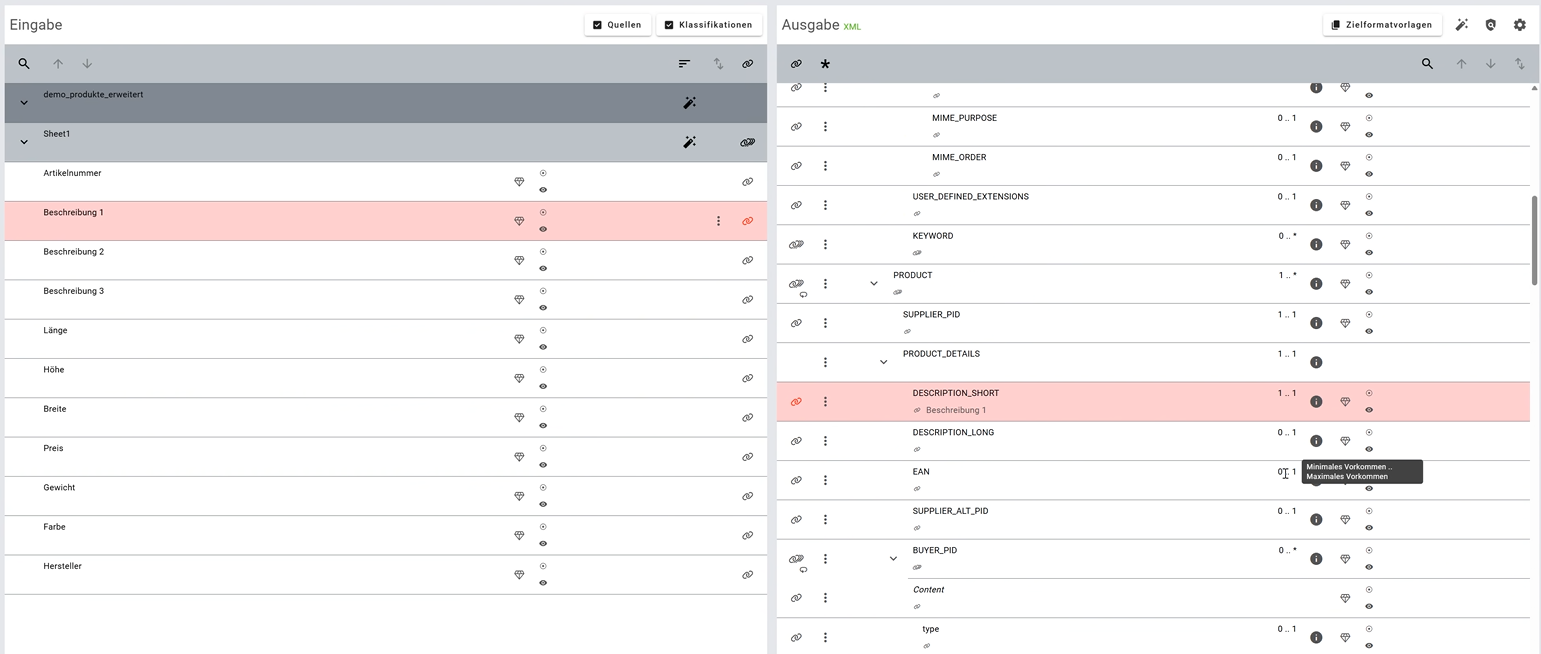 Eingabe
Quellen
Klassifikationen
demo_produkte_erweitert
Sheet1
Artikelnummer
Beschreibung 1
Beschreibung 2
Beschreibung 3
Länge
Höhe
Breite
Preis
Gewicht
Farbe
Hersteller
Ausgabe XML
Zielformatvorlagen
MIME_PURPOSE 0 .. 1
MIME_ORDER 0 .. 1
USER_DEFINED_EXTENSIONS 0 .. 1
KEYWORD 0 .. *
PRODUCT 1 .. *
SUPPLIER_PID 1 .. 1
PRODUCT_DETAILS 1 .. 1
DESCRIPTION_SHORT 1 .. 1
Beschreibung 1
DESCRIPTION_LONG 0 .. 1
EAN 0 .. 1
Minimales Vorkommen ..
Maximales Vorkommen
SUPPLIER_ALT_PID 0 .. 1
BUYER_PID 0 .. *
Content
type 0 .. 1